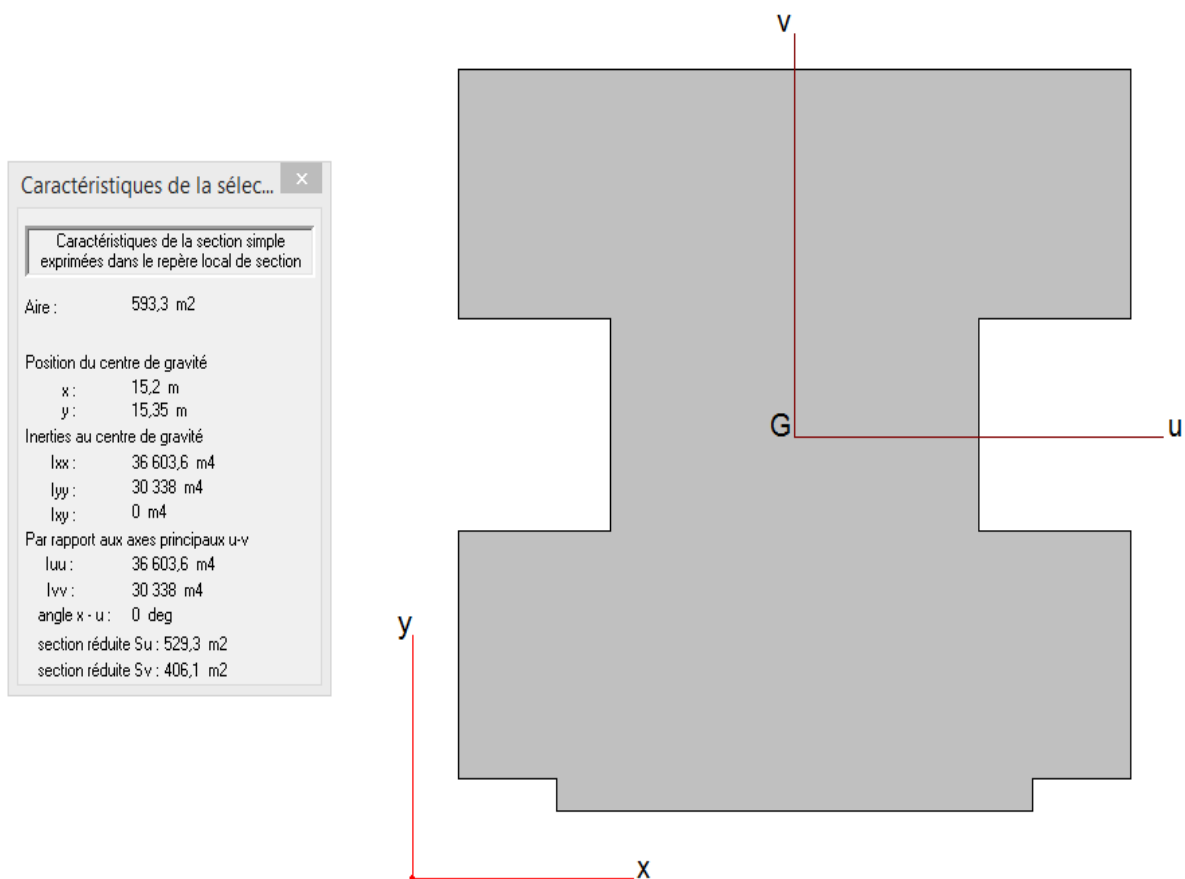 Caractéristiques de la sélec... ×
Caractéristiques de la section simple
exprimées dans le repère local de section
Aire : 593,3 m2
Position du centre de gravité
x : 15,2 m
y : 15,35 m
Inerties au centre de gravité
Ixx : 36 603,6 m4
Iyy : 30 338 m4
Ixy : 0 m4
Par rapport aux axes principaux u-v
Iuu : 36 603,6 m4
Ivv : 30 338 m4
angle x - u : 0 deg
section réduite Su : 529,3 m2
section réduite Sv : 406,1 m2
v
G
u
y
x